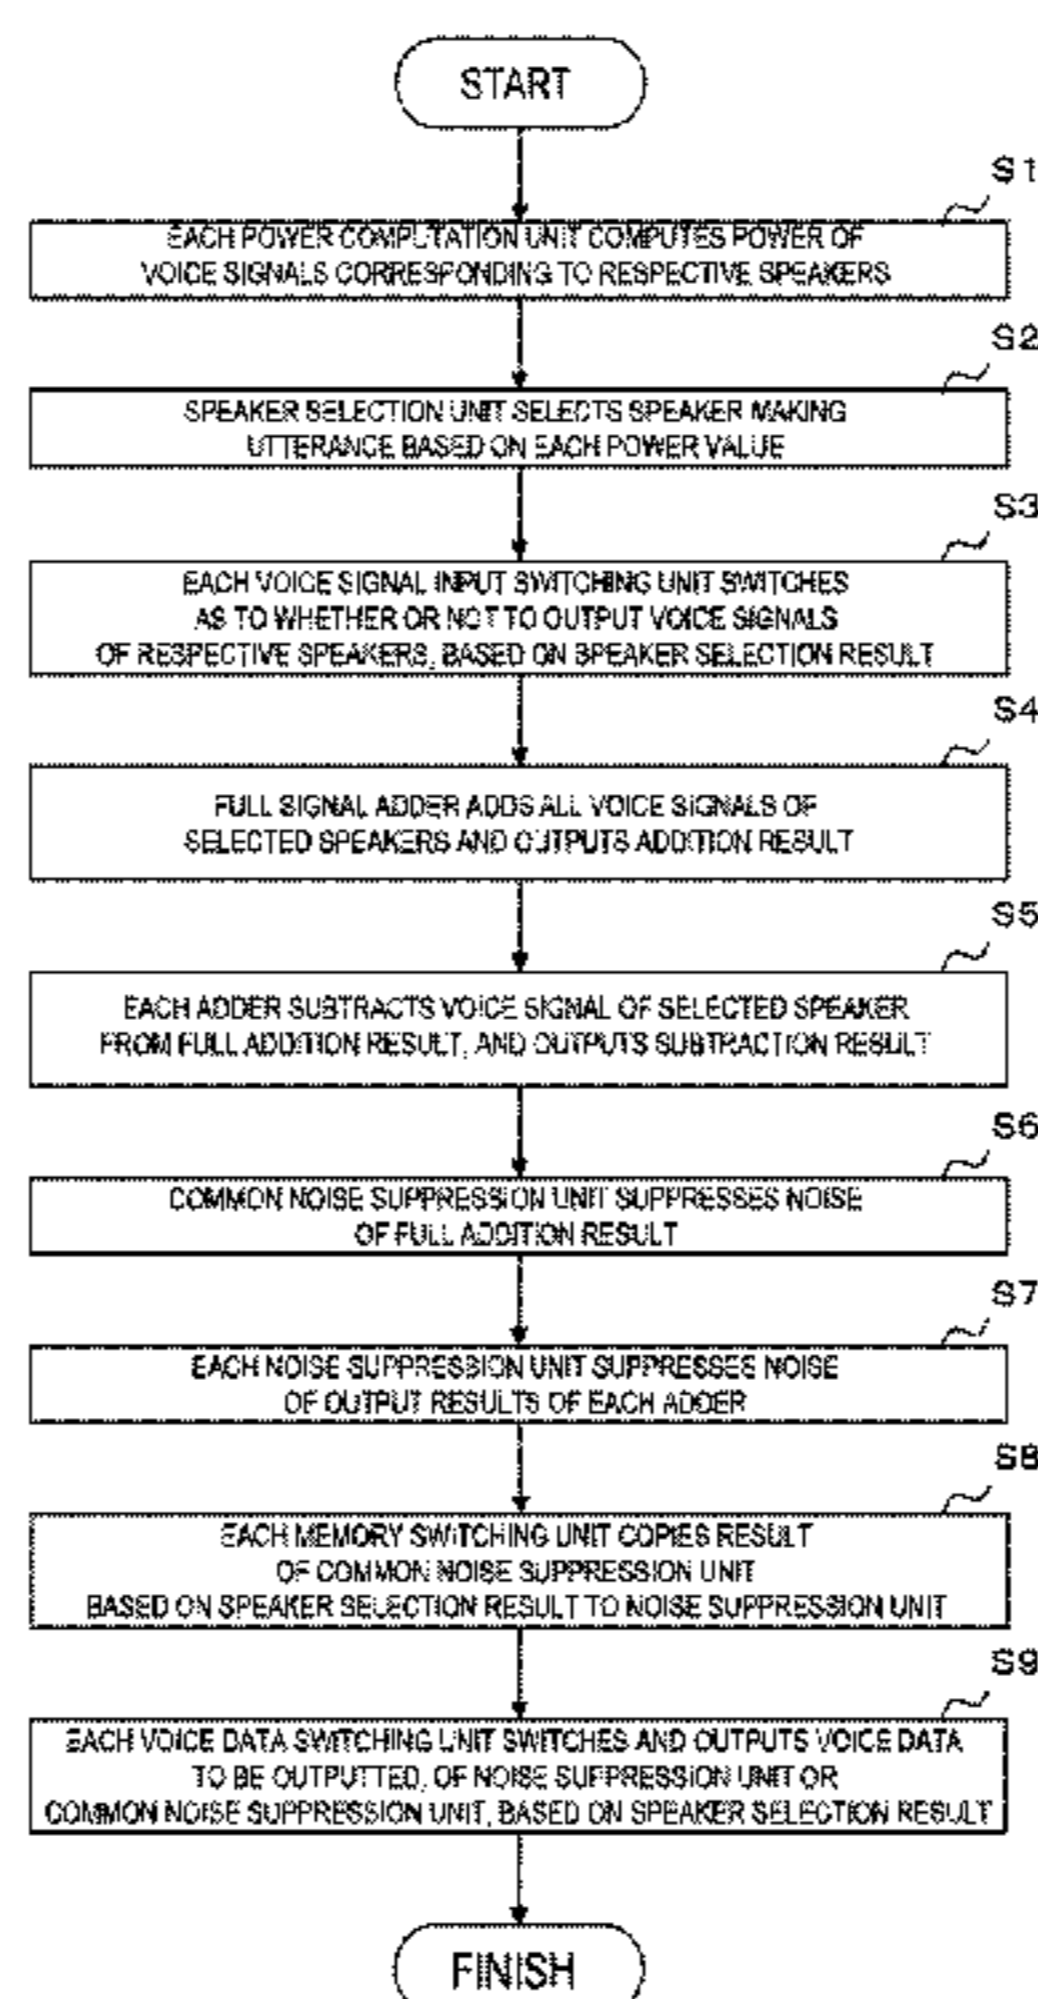 START
S1
EACH POWER COMPUTATION UNIT COMPUTES POWER OF
VOICE SIGNALS CORRESPONDING TO RESPECTIVE SPEAKERS
S2
SPEAKER SELECTION UNIT SELECTS SPEAKER MAKING
UTTERANCE BASED ON EACH POWER VALUE
S3
EACH VOICE SIGNAL INPUT SWITCHING UNIT SWITCHES
AS TO WHETHER OR NOT TO OUTPUT VOICE SIGNALS
OF RESPECTIVE SPEAKERS, BASED ON SPEAKER SELECTION RESULT
S4
FULL SIGNAL ADDER ADDS ALL VOICE SIGNALS OF
SELECTED SPEAKERS AND OUTPUTS ADDITION RESULT
S5
EACH ADDER SUBTRACTS VOICE SIGNAL OF SELECTED SPEAKER
FROM FULL ADDITION RESULT, AND OUTPUTS SUBTRACTION RESULT
S6
COMMON NOISE SUPPRESSION UNIT SUPPRESSES NOISE
OF FULL ADDITION RESULT
S7
EACH NOISE SUPPRESSION UNIT SUPPRESSES NOISE
OF OUTPUT RESULTS OF EACH ADDER
S8
EACH MEMORY SWITCHING UNIT COPIES RESULT
OF COMMON NOISE SUPPRESSION UNIT
BASED ON SPEAKER SELECTION RESULT TO NOISE SUPPRESSION UNIT
S9
EACH VOICE DATA SWITCHING UNIT SWITCHES AND OUTPUTS VOICE DATA
TO BE OUTPUTTED, OF NOISE SUPPRESSION UNIT OR
COMMON NOISE SUPPRESSION UNIT, BASED ON SPEAKER SELECTION RESULT
FINISH